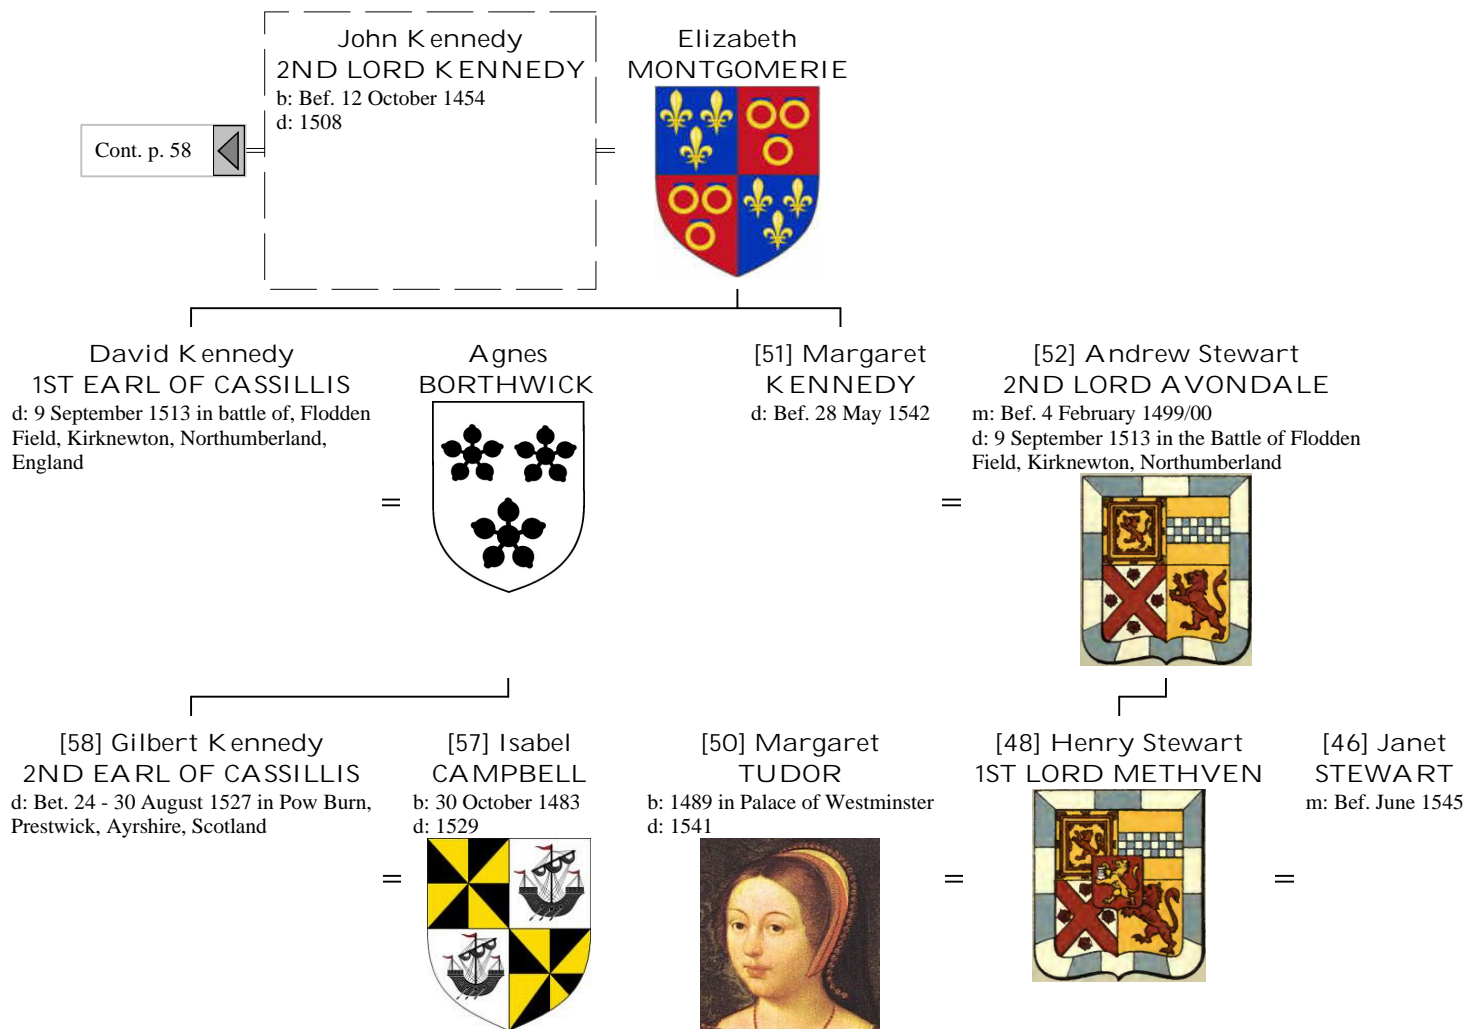 John Kennedy
2ND LORD KENNEDY
b: Bef. 12 October 1454
d: 1508
Elizabeth
MONTGOMERIE
Cont. p. 58
David Kennedy
1ST EARL OF CASSILLIS
d: 9 September 1513 in battle of, Flodden
Field, Kirknewton, Northumberland,
England
=
Agnes
BORTHWICK
[51] Margaret
KENNEDY
d: Bef. 28 May 1542
=
[52] Andrew Stewart
2ND LORD AVONDALE
m: Bef. 4 February 1499/00
d: 9 September 1513 in the Battle of Flodden
Field, Kirknewton, Northumberland
[58] Gilbert Kennedy
2ND EARL OF CASSILLIS
d: Bet. 24 - 30 August 1527 in Pow Burn,
Prestwick, Ayrshire, Scotland
=
[57] Isabel
CAMPBELL
b: 30 October 1483
d: 1529
[50] Margaret
TUDOR
b: 1489 in Palace of Westminster
d: 1541
=
[48] Henry Stewart
1ST LORD METHVEN
=
[46] Janet
STEWART
m: Bef. June 1545